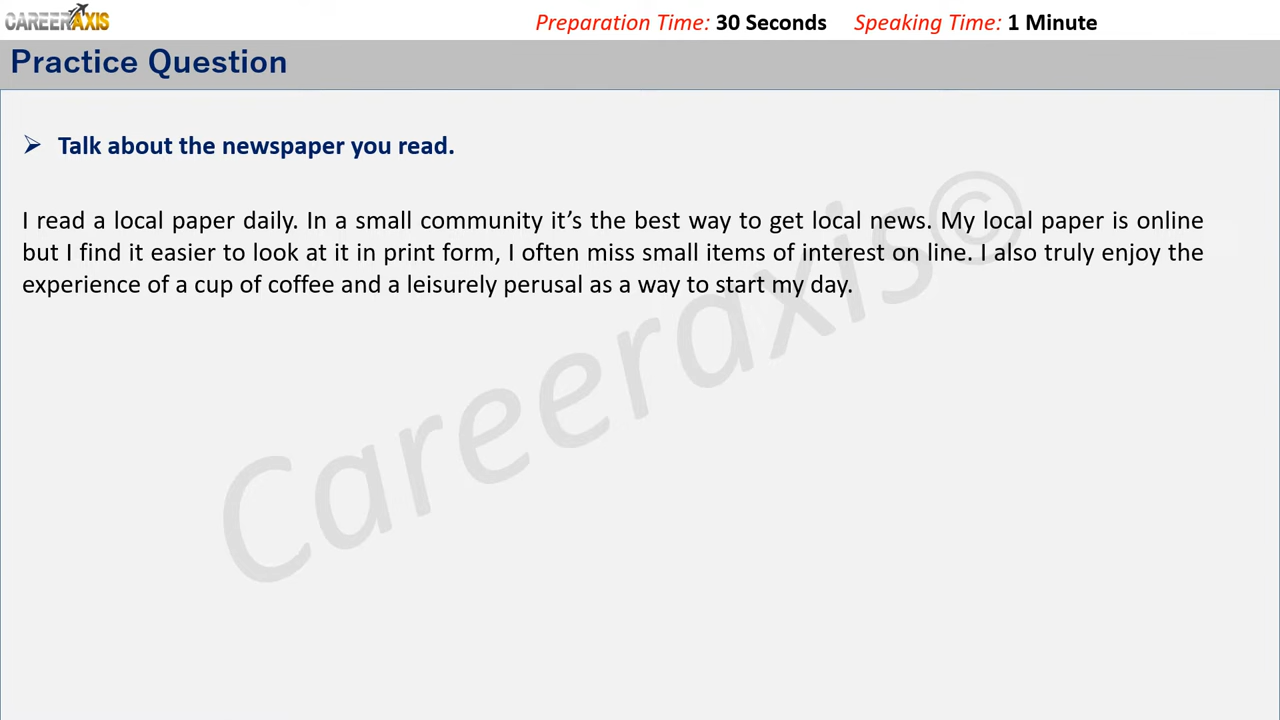 CAREERAXIS
Preparation Time: 30 Seconds Speaking Time: 1 Minute
Practice Question
➢ Talk about the newspaper you read.
I read a local paper daily. In a small community it’s the best way to get local news. My local paper is online
but I find it easier to look at it in print form, I often miss small items of interest on line. I also truly enjoy the
experience of a cup of coffee and a leisurely perusal as a way to start my day.
Careeraxis©